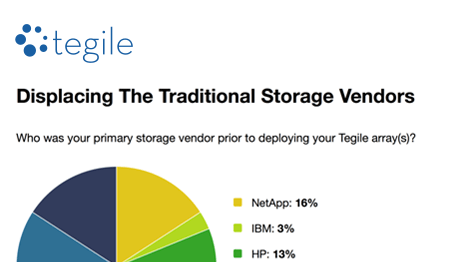 tegile
Displacing The Traditional Storage Vendors
Who was your primary storage vendor prior to deploying your Tegile array(s)?
NetApp: 16%
IBM: 3%
HP: 13%